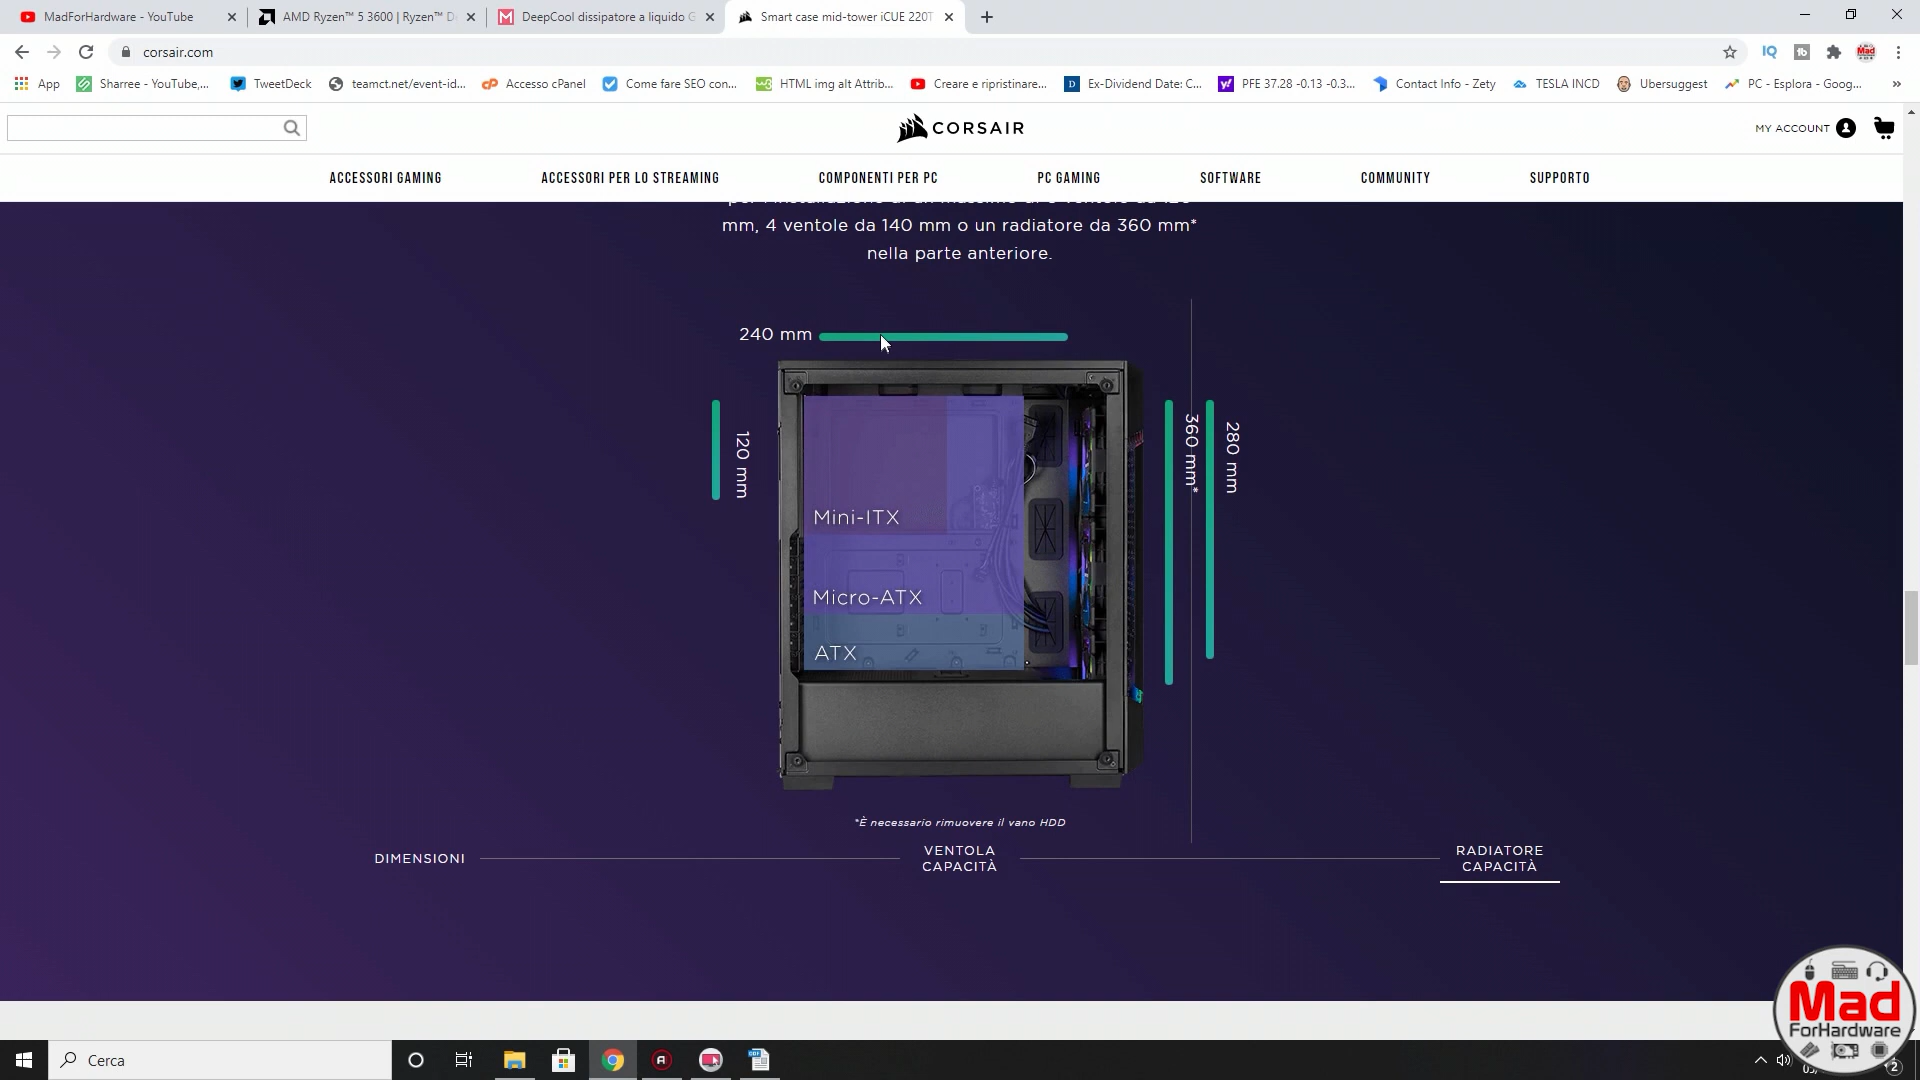 MadForHardware - YouTube
AMD Ryzen™ 5 3600 | Ryzen™ D
DeepCool dissipatore a liquido G
Smart case mid-tower iCUE 220T
corsair.com
IQ
Mad
App
Sharree - YouTube,...
TweetDeck
teamct.net/event-id...
Accesso cPanel
Come fare SEO con...
HTML img alt Attrib...
Creare e ripristinare...
Ex-Dividend Date: C...
PFE 37.28 -0.13 -0.3...
Contact Info - Zety
TESLA INCD
Ubersuggest
PC - Esplora - Goog...
»
CORSAIR
MY ACCOUNT
ACCESSORI GAMING
ACCESSORI PER LO STREAMING
COMPONENTI PER PC
PC GAMING
SOFTWARE
COMMUNITY
SUPPORTO
mm, 4 ventole da 140 mm o un radiatore da 360 mm*
nella parte anteriore.
240 mm
120 mm
360 mm*
280 mm
Mini-ITX
Micro-ATX
ATX
*È necessario rimuovere il vano HDD
DIMENSIONI
VENTOLA
CAPACITÀ
RADIATORE
CAPACITÀ
Mad
ForHardware
Cerca
2